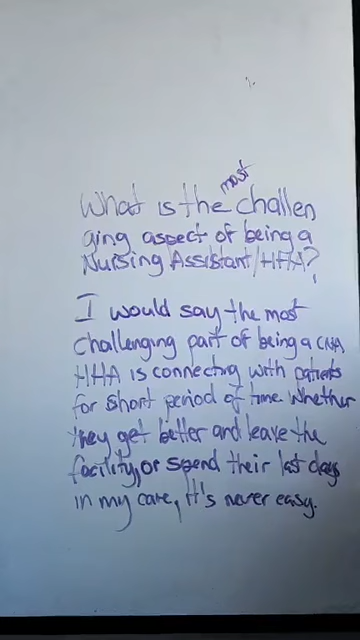 What is the most challen
ging aspect of being a
Nursing Assistant/HHA?
I would say the most
challenging part of being a CNA
HHA is connecting with patients
for short period of time. Whether
they get better and leave the
facility, or spend their last days
in my care, it's never easy.